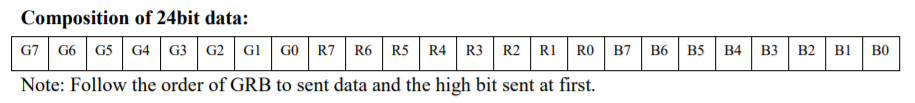 Composition of 24bit data:
G7 G6 G5 G4 G3 G2 G1 G0 R7 R6 R5 R4 R3 R2 R1 R0 B7 B6 B5 B4 B3 B2 B1 B0
Note: Follow the order of GRB to sent data and the high bit sent at first.